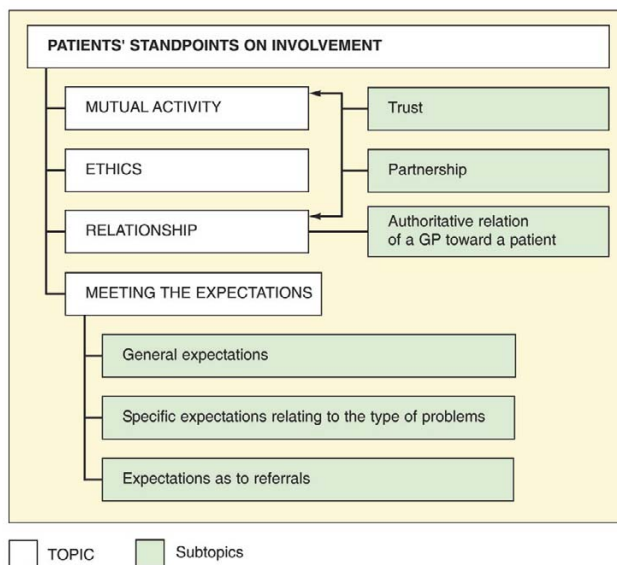 PATIENTS' STANDPOINTS ON INVOLVEMENT
MUTUAL ACTIVITY
Trust
ETHICS
Partnership
RELATIONSHIP
Authoritative relation
of a GP toward a patient
MEETING THE EXPECTATIONS
General expectations
Specific expectations relating to the type of problems
Expectations as to referrals
TOPIC
Subtopics